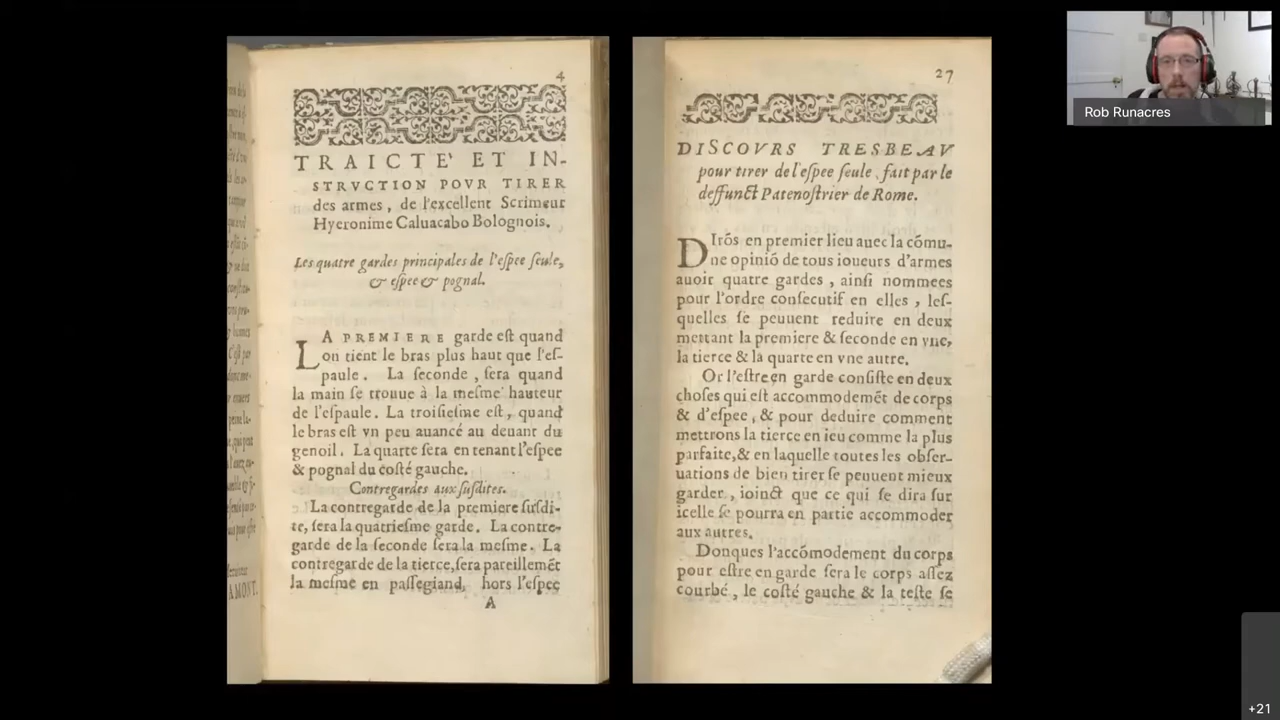 4
TRAICTE' ET IN-
STRVCTION POVR TIRER
des armes, de l'excellent Scrimeur
Hyeronime Caluacabo Bolognois.
Les quatre gardes principales de l'eſpee ſeule,
& eſpee & pognal.
LA PREMIERE garde eſt quand
on tient le bras plus haut que l'eſ-
paule. La ſeconde, ſera quand
la main ſe trouue à la meſme hauteur
de l'eſpaule. La troiſieſme eſt, quand
le bras eſt vn peu auancé au deuant du
genoil. La quarte ſera en tenant l'eſpee
& pognal du coſté gauche.
Contregardes aux ſuſdites.
La contregarde de la premiere ſuſdi-
te, ſera la quatrieſme garde. La contre-
garde de la ſeconde ſera la meſme. La
contregarde de la tierce, ſera pareillemẽt
la meſme en paſſegiand, hors l'eſpee
A
27
DISCOVRS TRESBEAV
pour tirer de l'eſpee ſeule, fait par le
deffunct Patenoſtrier de Rome.
DIrõs en premier lieu auec la cõmu-
ne opiniõ de tous ioueurs d'armes
auoir quatre gardes, ainſi nommees
pour l'ordre conſecutif en elles, leſ-
quelles ſe peuuent reduire en deux
mettant la premiere & ſeconde en vne,
la tierce & la quarte en vne autre.
Or l'eſtre en garde conſiſte en deux
choſes qui eſt accommodemẽt de corps
& d'eſpee, & pour deduire comment
mettrons la tierce en ieu comme la plus
parfaite, & en laquelle toutes les obſer-
uations de bien tirer ſe peuuent mieux
garder, ioinct que ce qui ſe dira ſur
icelle ſe pourra en partie accommoder
aux autres.
Donques l'accõmodement du corps
pour eſtre en garde ſera le corps aſſez
courbé, le coſté gauche & la teſte ſe
AMONT.
Rob Runacres
+21